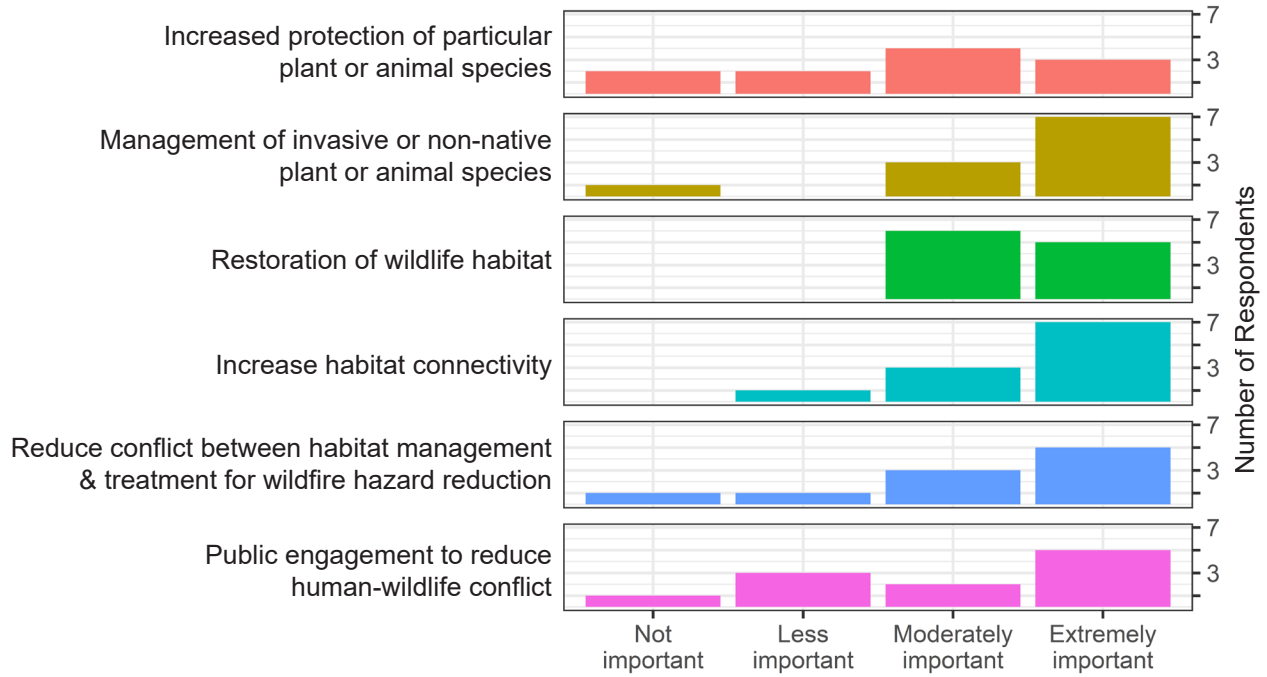 Increased protection of particular
plant or animal species
7
3
Management of invasive or non-native
plant or animal species
7
3
Restoration of wildlife habitat
7
3
Increase habitat connectivity
7
3
Reduce conflict between habitat management
& treatment for wildfire hazard reduction
7
3
Public engagement to reduce
human-wildlife conflict
7
3
Number of Respondents
Not
important
Less
important
Moderately
important
Extremely
important